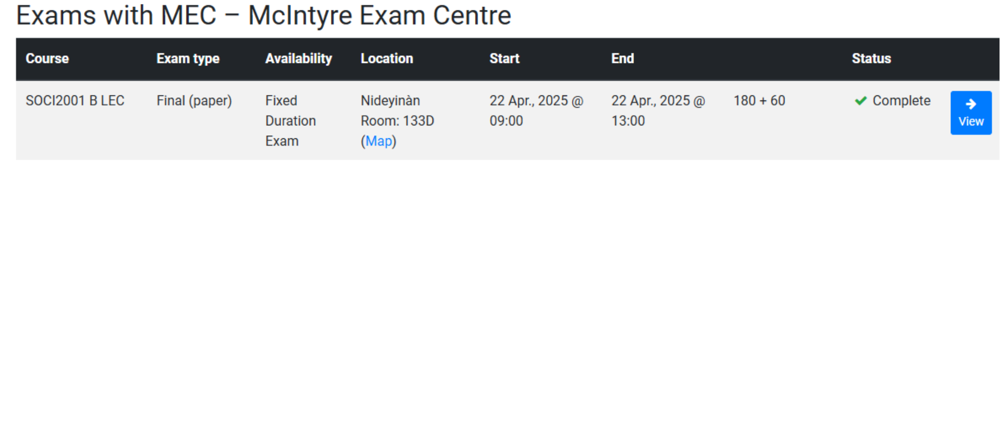 Exams with MEC – McIntyre Exam Centre
Course Exam type Availability Location Start End Status
SOCI2001 B LEC Final (paper) Fixed Nideyinàn 22 Apr., 2025 @ 22 Apr., 2025 @ 180 + 60 Complete
Duration Room: 133D 09:00 13:00 View
Exam (Map)